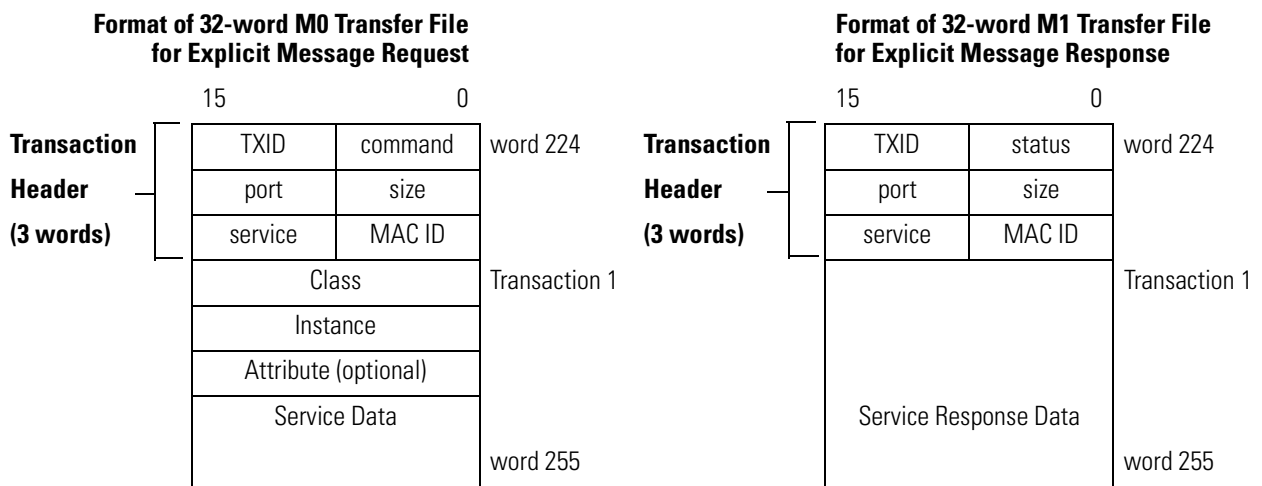 Format of 32-word M0 Transfer File
for Explicit Message Request
15 0
Transaction TXID command word 224
Header port size
(3 words) service MAC ID
Class Transaction 1
Instance
Attribute (optional)
Service Data
word 255
Format of 32-word M1 Transfer File
for Explicit Message Response
15 0
Transaction TXID status word 224
Header port size
(3 words) service MAC ID
Transaction 1
Service Response Data
word 255